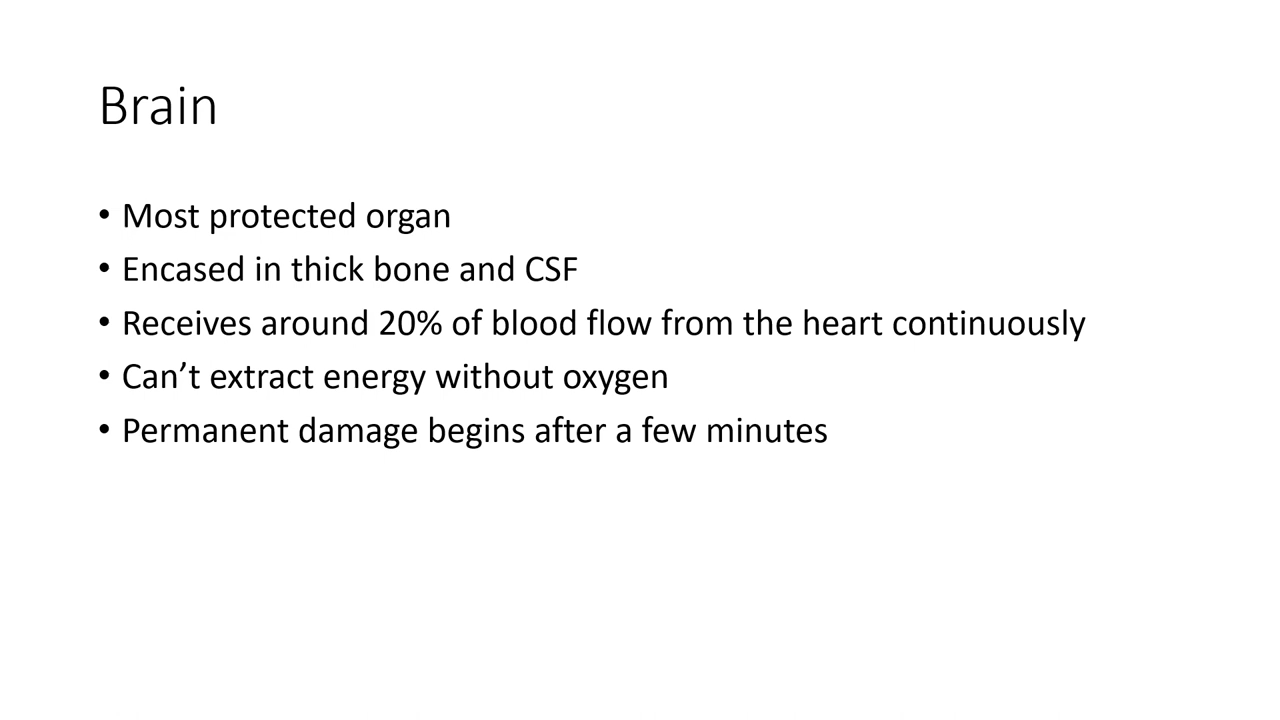 Brain
• Most protected organ
• Encased in thick bone and CSF
• Receives around 20% of blood flow from the heart continuously
• Can’t extract energy without oxygen
• Permanent damage begins after a few minutes